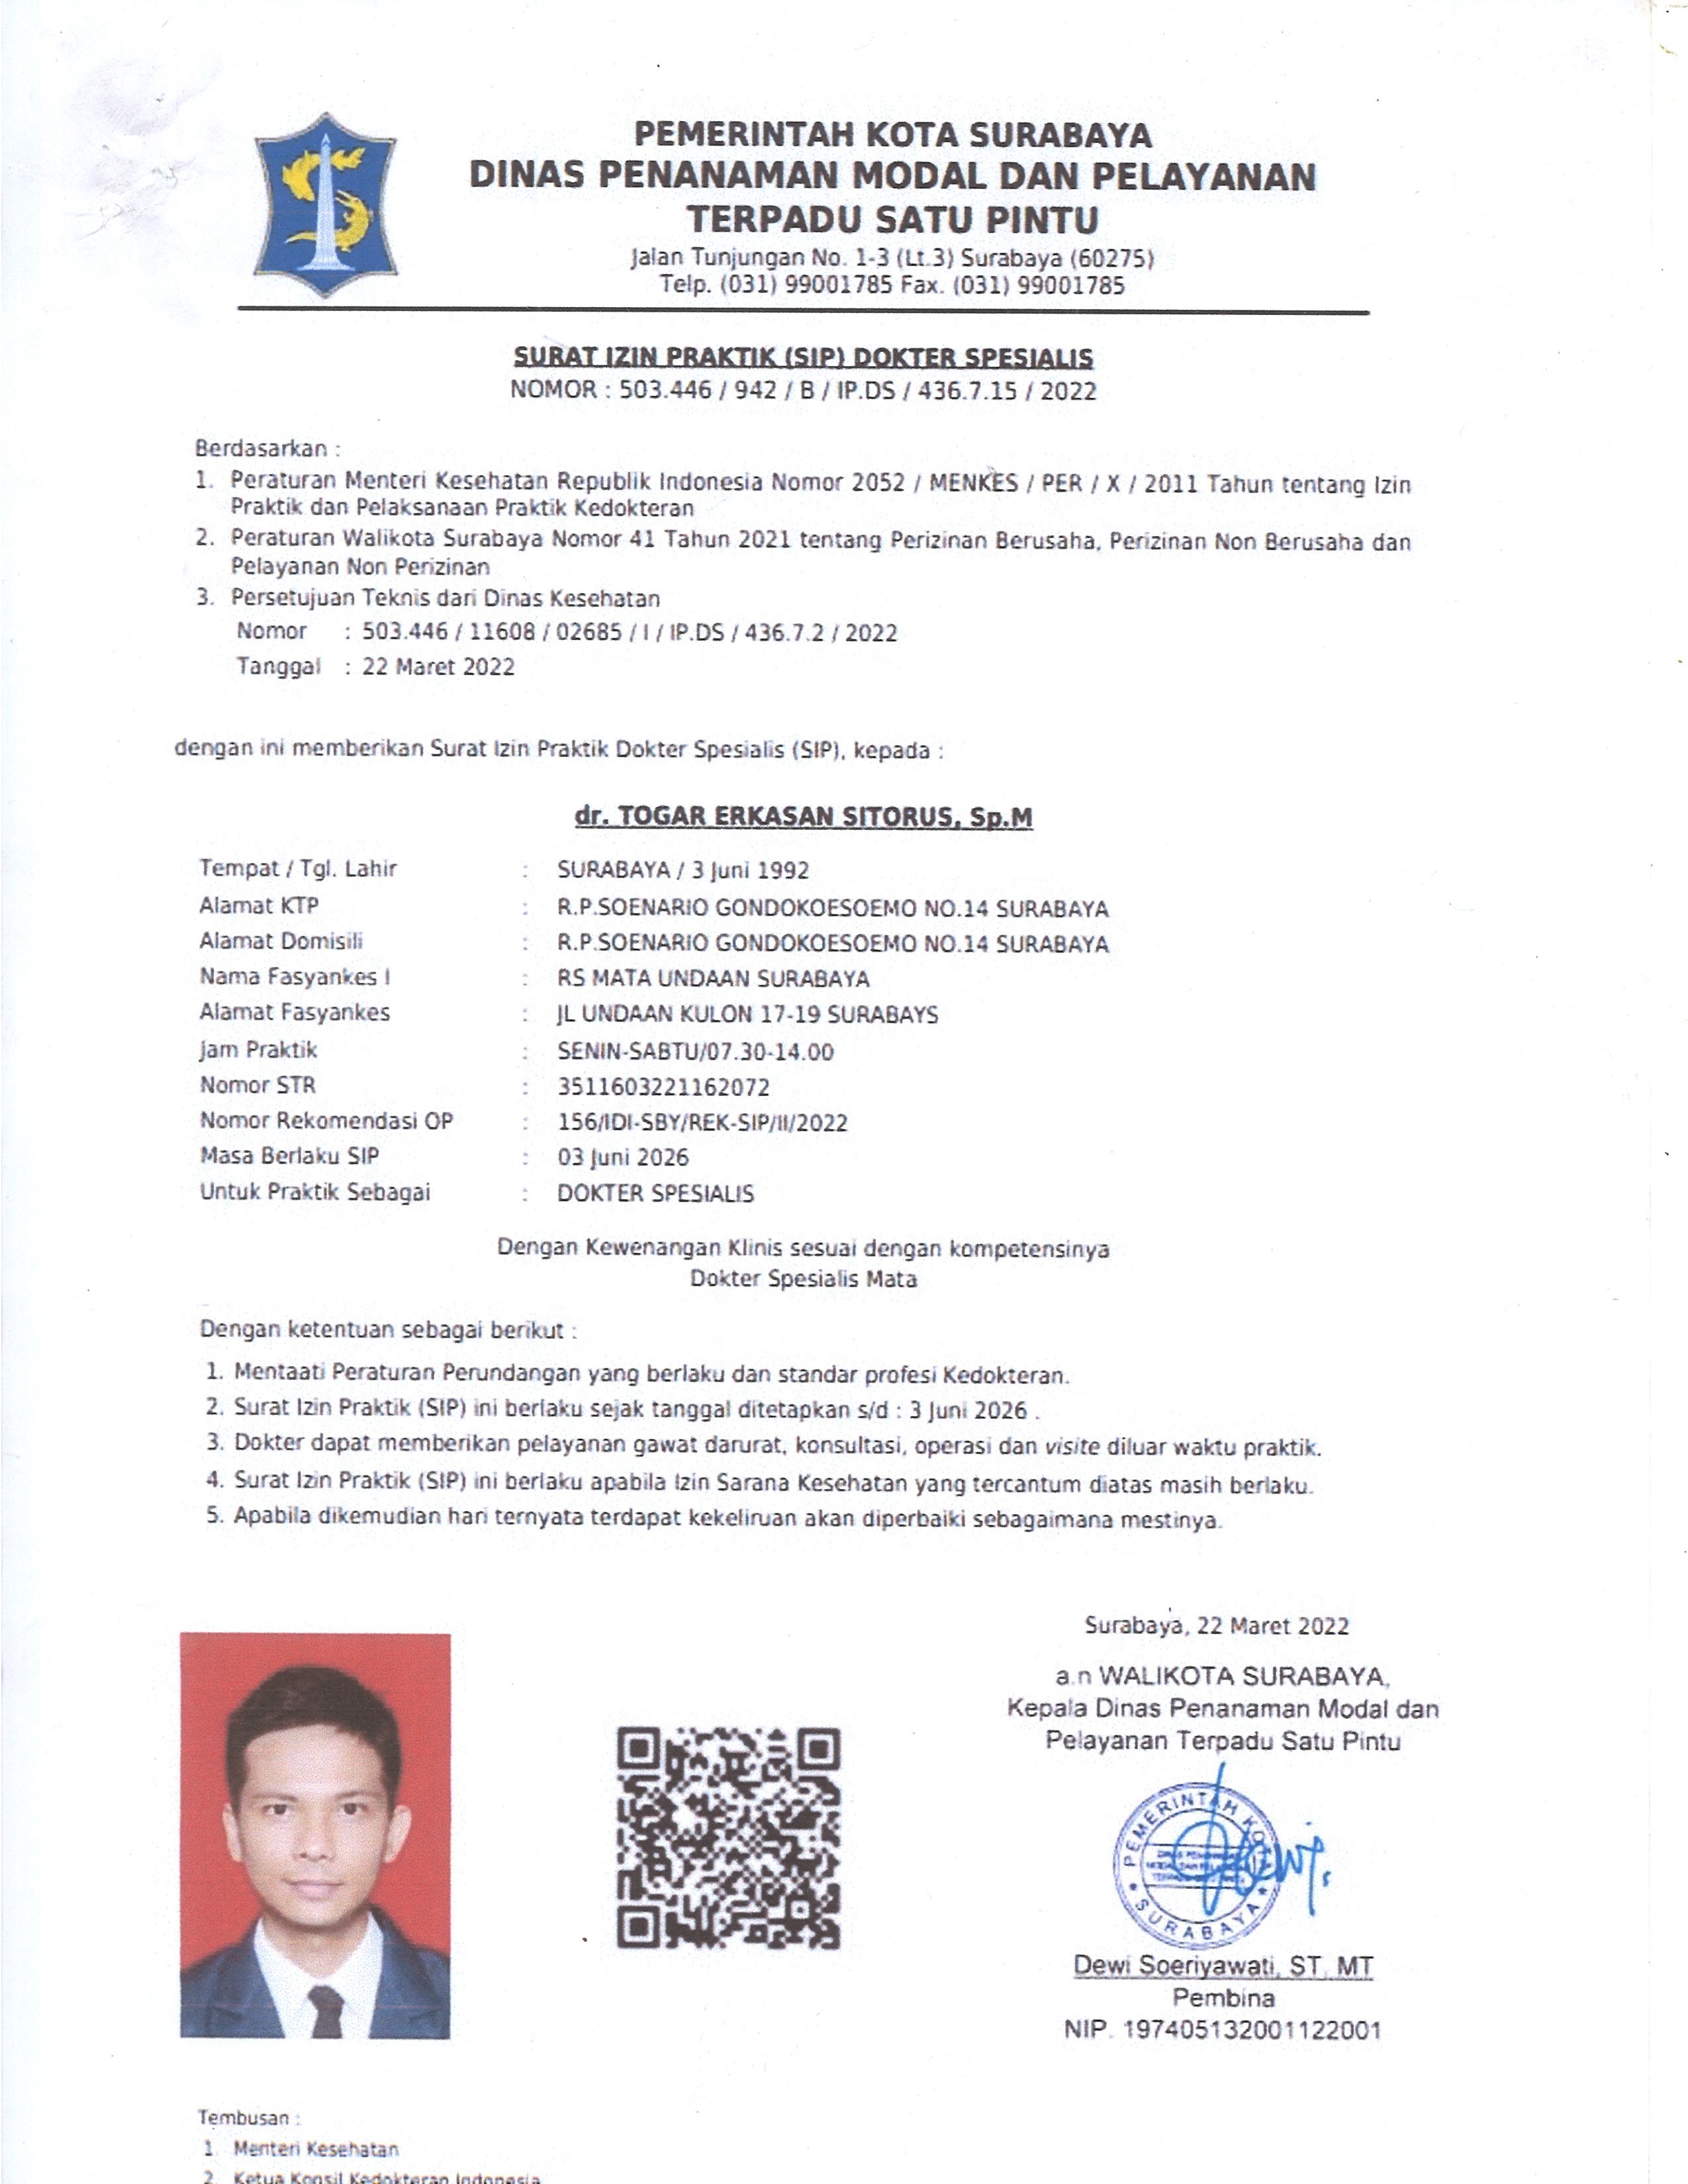 PEMERINTAH KOTA SURABAYA
DINAS PENANAMAN MODAL DAN PELAYANAN
TERPADU SATU PINTU
Jalan Tunjungan No. 1-3 (Lt.3) Surabaya (60275)
Telp. (031) 99001785 Fax. (031) 99001785
SURAT IZIN PRAKTIK (SIP) DOKTER SPESIALIS
NOMOR : 503.446 / 942 / B / IP.DS / 436.7.15 / 2022
Berdasarkan :
1. Peraturan Menteri Kesehatan Republik Indonesia Nomor 2052 / MENKES / PER / X / 2011 Tahun tentang Izin
Praktik dan Pelaksanaan Praktik Kedokteran
2. Peraturan Walikota Surabaya Nomor 41 Tahun 2021 tentang Perizinan Berusaha, Perizinan Non Berusaha dan
Pelayanan Non Perizinan
3. Persetujuan Teknis dari Dinas Kesehatan
Nomor : 503.446 / 11608 / 02685 / I / IP.DS / 436.7.2 / 2022
Tanggal : 22 Maret 2022
dengan ini memberikan Surat Izin Praktik Dokter Spesialis (SIP), kepada :
dr. TOGAR ERKASAN SITORUS, Sp.M
Tempat / Tgl. Lahir : SURABAYA / 3 Juni 1992
Alamat KTP : R.P.SOENARIO GONDOKOESOEMO NO.14 SURABAYA
Alamat Domisili : R.P.SOENARIO GONDOKOESOEMO NO.14 SURABAYA
Nama Fasyankes I : RS MATA UNDAAN SURABAYA
Alamat Fasyankes : JL UNDAAN KULON 17-19 SURABAYS
Jam Praktik : SENIN-SABTU/07.30-14.00
Nomor STR : 3511603221162072
Nomor Rekomendasi OP : 156/IDI-SBY/REK-SIP/II/2022
Masa Berlaku SIP : 03 Juni 2026
Untuk Praktik Sebagai : DOKTER SPESIALIS
Dengan Kewenangan Klinis sesuai dengan kompetensinya
Dokter Spesialis Mata
Dengan ketentuan sebagai berikut :
1. Mentaati Peraturan Perundangan yang berlaku dan standar profesi Kedokteran.
2. Surat Izin Praktik (SIP) ini berlaku sejak tanggal ditetapkan s/d : 3 Juni 2026 .
3. Dokter dapat memberikan pelayanan gawat darurat, konsultasi, operasi dan visite diluar waktu praktik.
4. Surat Izin Praktik (SIP) ini berlaku apabila Izin Sarana Kesehatan yang tercantum diatas masih berlaku.
5. Apabila dikemudian hari ternyata terdapat kekeliruan akan diperbaiki sebagaimana mestinya.
Surabaya, 22 Maret 2022
a.n WALIKOTA SURABAYA,
Kepala Dinas Penanaman Modal dan
Pelayanan Terpadu Satu Pintu
PEMERINTAH KOTA
SURABAYA
Dewi Soeriyawati, ST, MT
Pembina
NIP. 197405132001122001
Tembusan :
1. Menteri Kesehatan
2. Ketua Konsil Kedokteran Indonesia